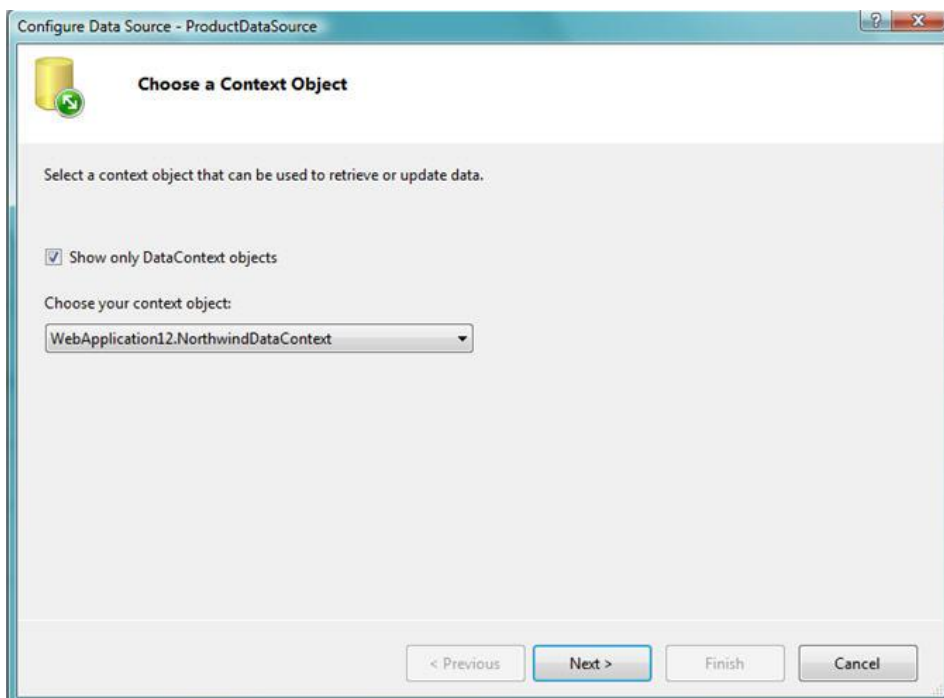 Configure Data Source - ProductDataSource
Choose a Context Object
Select a context object that can be used to retrieve or update data.
Show only DataContext objects
Choose your context object:
WebApplication12.NorthwindDataContext
< Previous Next > Finish Cancel